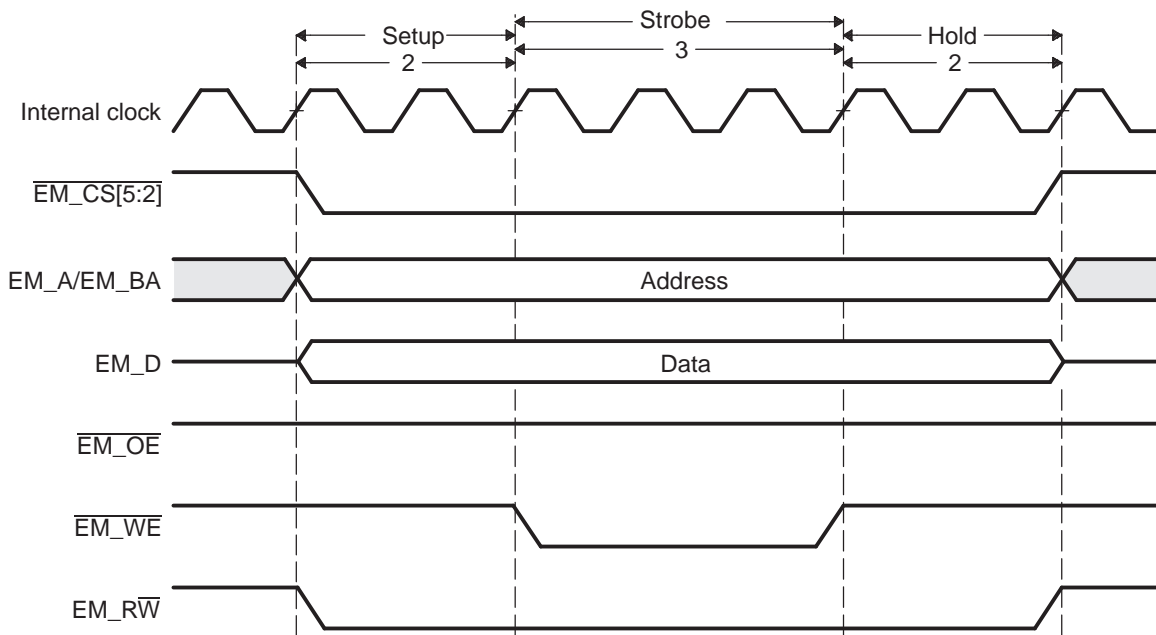 Setup
Strobe
Hold
2
3
2
Internal clock
EM_CS[5:2]
EM_A/EM_BA
Address
EM_D
Data
EM_OE
EM_WE
EM_RW